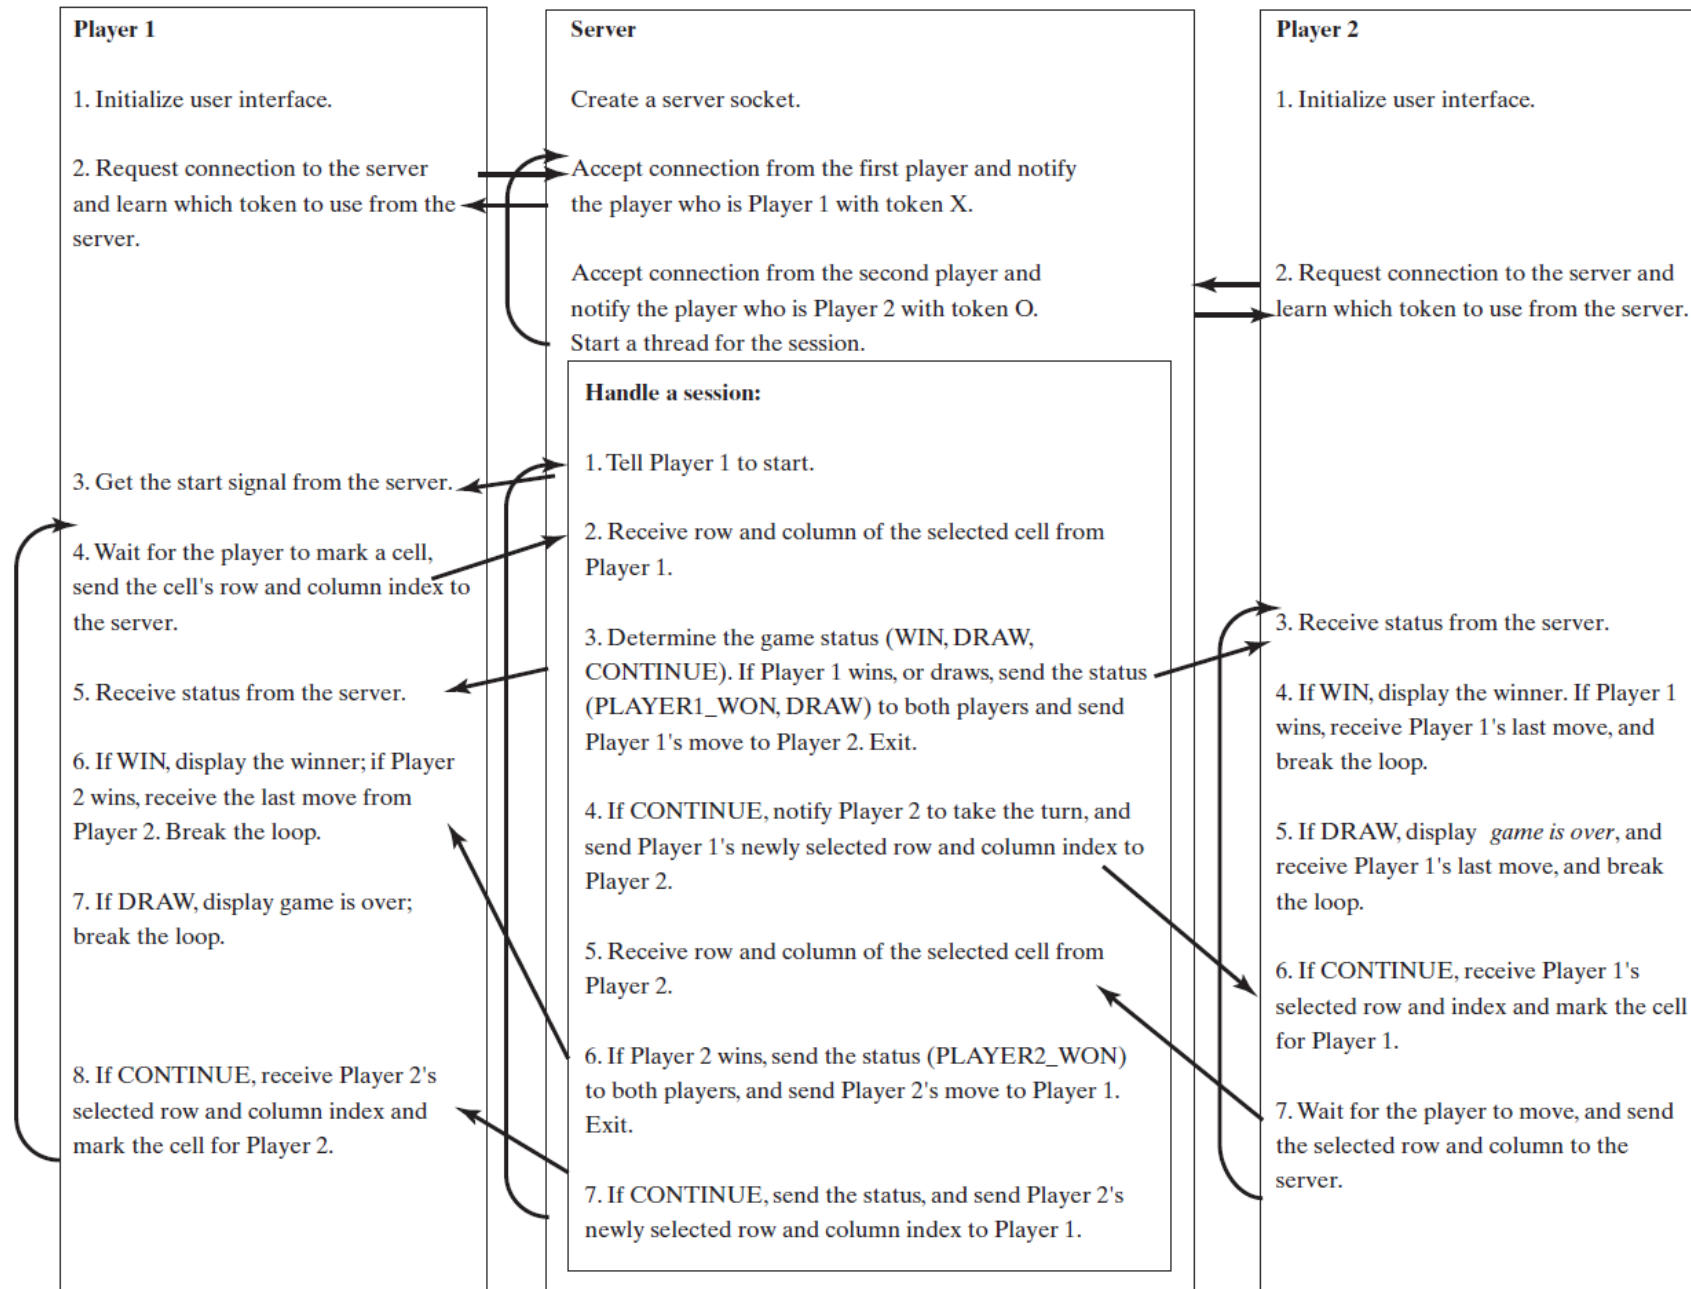 Player 1
1. Initialize user interface.
2. Request connection to the server
and learn which token to use from the
server.
3. Get the start signal from the server.
4. Wait for the player to mark a cell,
send the cell's row and column index to
the server.
5. Receive status from the server.
6. If WIN, display the winner; if Player
2 wins, receive the last move from
Player 2. Break the loop.
7. If DRAW, display game is over;
break the loop.
8. If CONTINUE, receive Player 2's
selected row and column index and
mark the cell for Player 2.
Server
Create a server socket.
Accept connection from the first player and notify
the player who is Player 1 with token X.
Accept connection from the second player and
notify the player who is Player 2 with token O.
Start a thread for the session.
Handle a session:
1. Tell Player 1 to start.
2. Receive row and column of the selected cell from
Player 1.
3. Determine the game status (WIN, DRAW,
CONTINUE). If Player 1 wins, or draws, send the status
(PLAYER1_WON, DRAW) to both players and send
Player 1's move to Player 2. Exit.
4. If CONTINUE, notify Player 2 to take the turn, and
send Player 1's newly selected row and column index to
Player 2.
5. Receive row and column of the selected cell from
Player 2.
6. If Player 2 wins, send the status (PLAYER2_WON)
to both players, and send Player 2's move to Player 1.
Exit.
7. If CONTINUE, send the status, and send Player 2's
newly selected row and column index to Player 1.
Player 2
1. Initialize user interface.
2. Request connection to the server and
learn which token to use from the server.
3. Receive status from the server.
4. If WIN, display the winner. If Player 1
wins, receive Player 1's last move, and
break the loop.
5. If DRAW, display game is over, and
receive Player 1's last move, and break
the loop.
6. If CONTINUE, receive Player 1's
selected row and index and mark the cell
for Player 1.
7. Wait for the player to move, and send
the selected row and column to the
server.